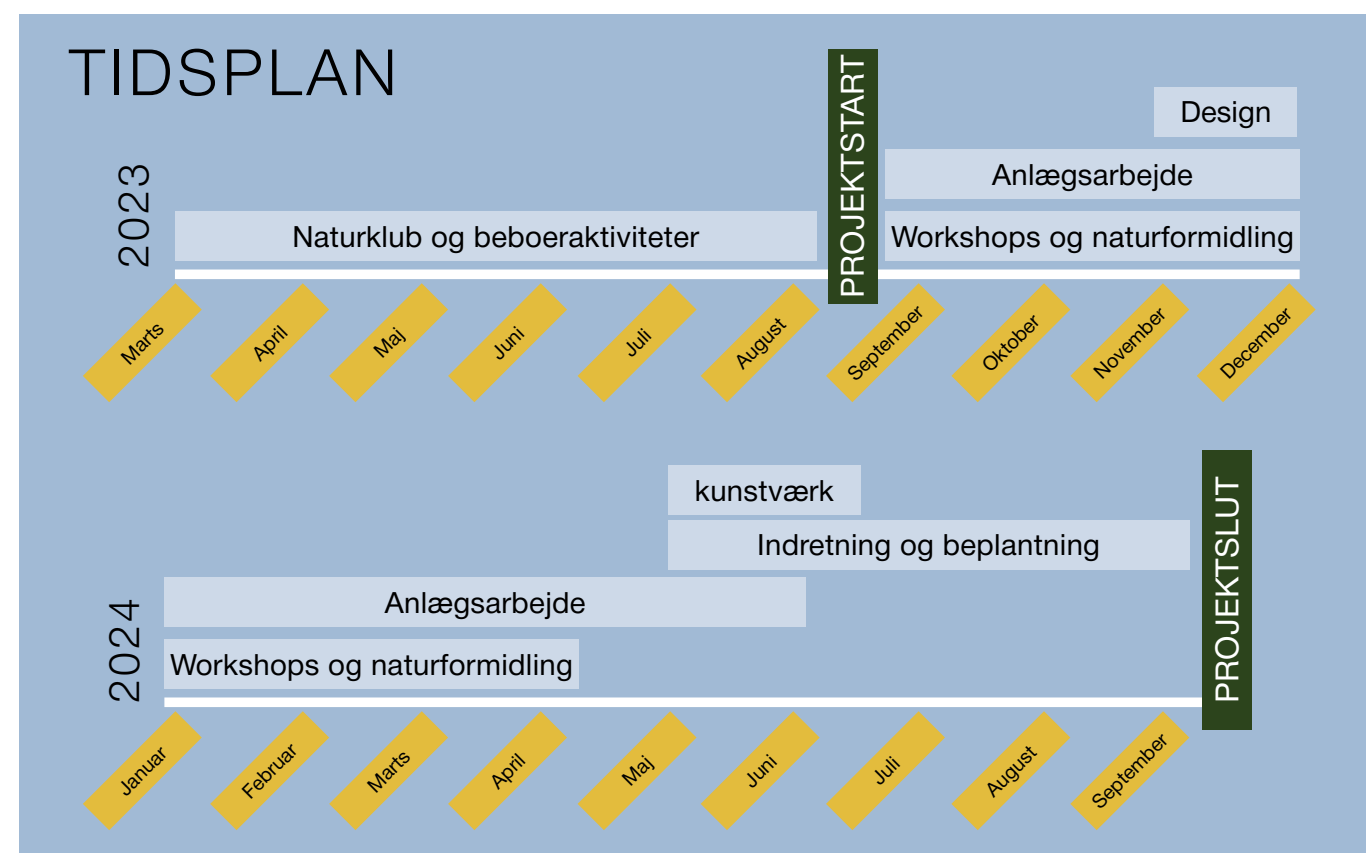 TIDSPLAN
2023
PROJEKTSTART
Design
Anlægsarbejde
Naturklub og beboeraktiviteter
Workshops og naturformidling
Marts
April
Maj
Juni
Juli
August
September
Oktober
November
December
2024
kunstværk
Indretning og beplantning
Anlægsarbejde
Workshops og naturformidling
PROJEKTSLUT
Januar
Februar
Marts
April
Maj
Juni
Juli
August
September